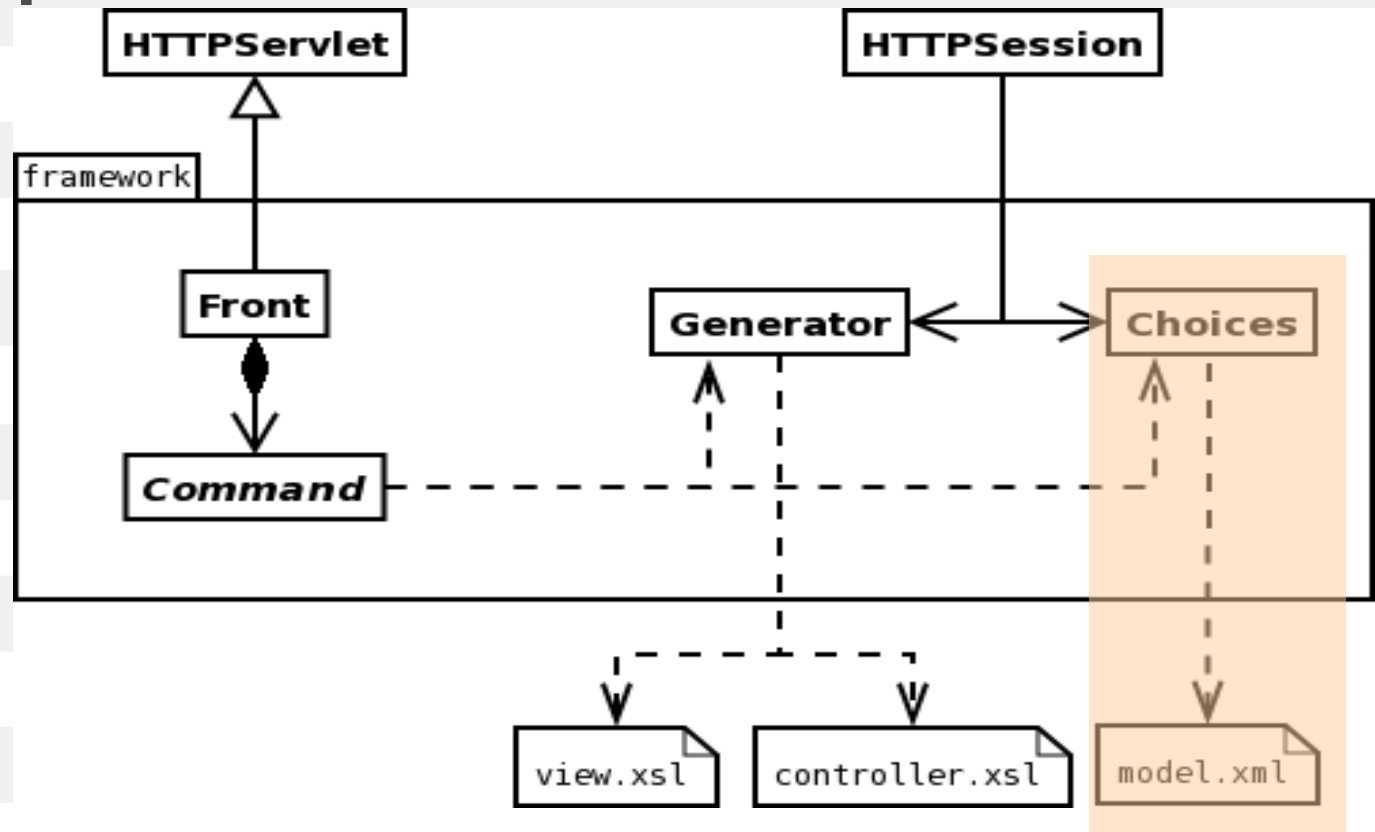 HTTPServlet
HTTPSession
framework
Front
Generator
Choices
Command
view.xsl
controller.xsl
model.xml